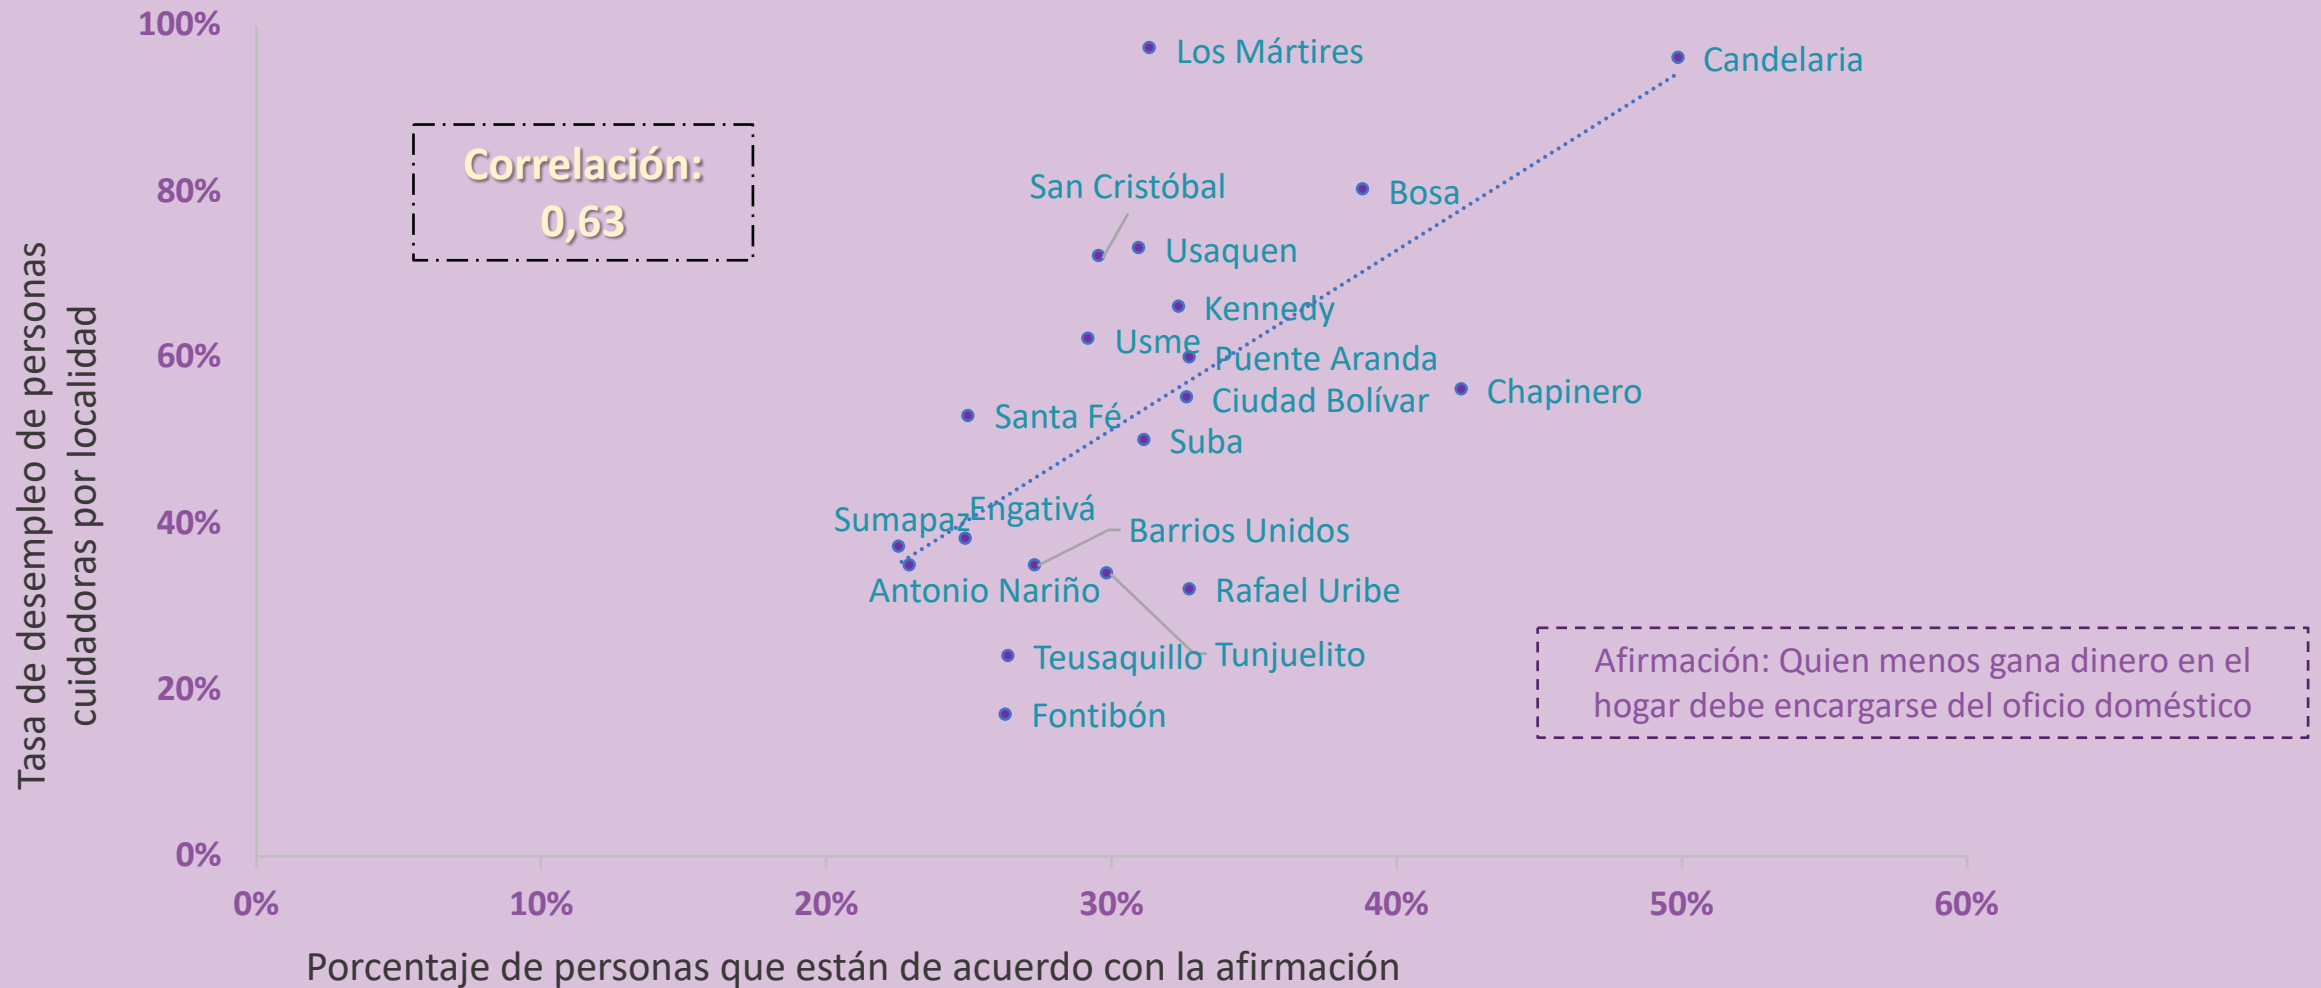 100%
80%
60%
40%
20%
0%
0%
10%
20%
30%
40%
50%
60%
Tasa de desempleo de personas
cuidadoras por localidad
Porcentaje de personas que están de acuerdo con la afirmación
Correlación:
0,63
Los Mártires
Candelaria
San Cristóbal
Bosa
Usaquen
Kennedy
Usme
Puente Aranda
Chapinero
Ciudad Bolívar
Santa Fé
Suba
Engativá
Sumapaz
Barrios Unidos
Antonio Nariño
Rafael Uribe
Teusaquillo
Tunjuelito
Fontibón
Afirmación: Quien menos gana dinero en el
hogar debe encargarse del oficio doméstico